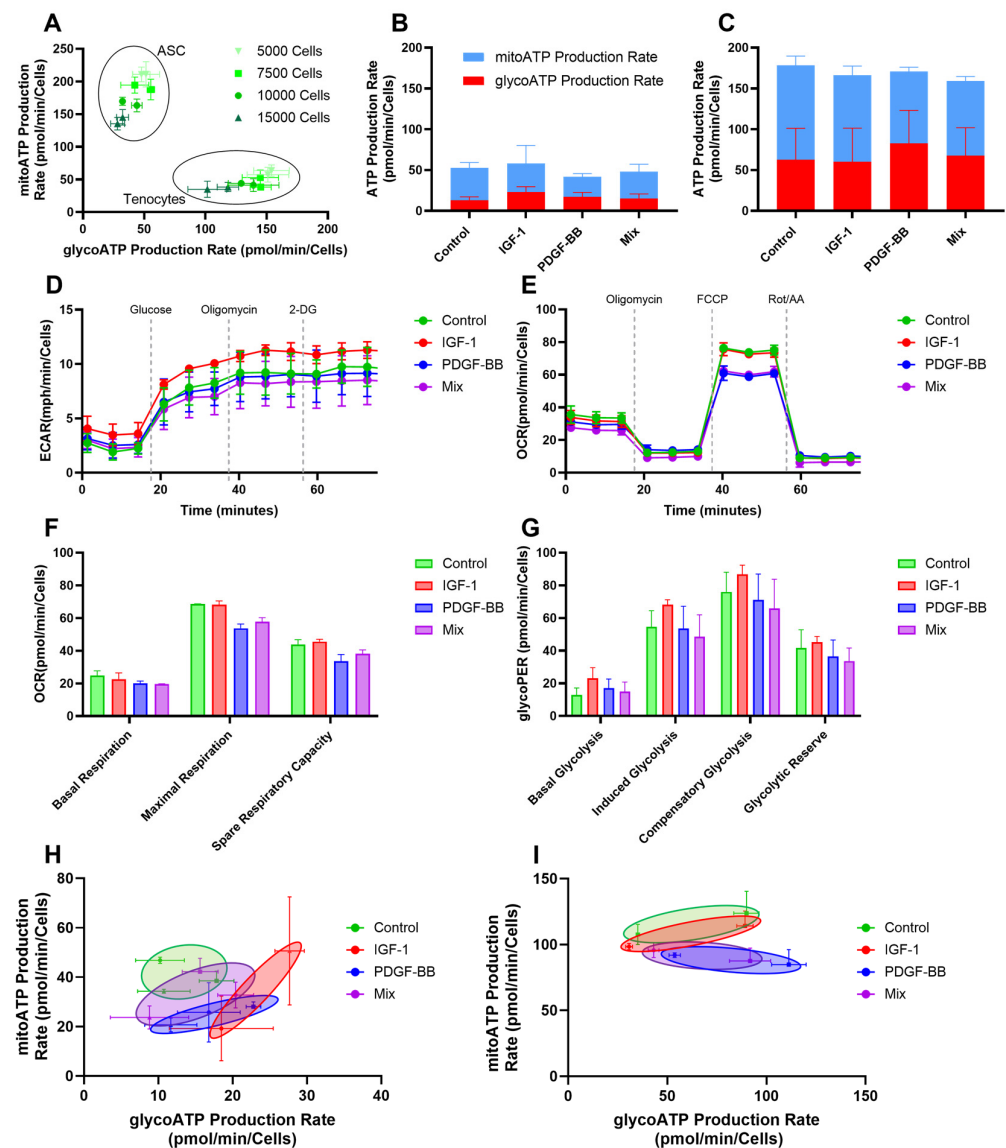 A
mitoATP Production
Rate (pmol/min/Cells)
250
200
150
100
50
0
0 50 100 150 200
glycoATP Production Rate (pmol/min/Cells)
ASC
Tenocytes
5000 Cells
7500 Cells
10000 Cells
15000 Cells
B
ATP Production Rate
(pmol/min/Cells)
200
150
100
50
0
mitoATP Production Rate
glycoATP Production Rate
Control
IGF-1
PDGF-BB
Mix
C
ATP Production Rate
(pmol/min/Cells)
200
150
100
50
0
Control
IGF-1
PDGF-BB
Mix
D
ECAR(mph/min/Cells)
15
10
5
0
Glucose
Oligomycin
2-DG
0 20 40 60
Time (minutes)
Control
IGF-1
PDGF-BB
Mix
E
OCR(pmol/min/Cells)
100
80
60
40
20
0
Oligomycin
FCCP
Rot/AA
0 20 40 60
Time (minutes)
Control
IGF-1
PDGF-BB
Mix
F
OCR(pmol/min/Cells)
100
80
60
40
20
0
Basal Respiration
Maximal Respiration
Spare Respiratory Capacity
Control
IGF-1
PDGF-BB
Mix
G
glycoPER (pmol/min/Cells)
100
80
60
40
20
0
Basal Glycolysis
Induced Glycolysis
Compensatory Glycolysis
Glycolytic Reserve
Control
IGF-1
PDGF-BB
Mix
H
mitoATP Production
Rate (pmol/min/Cells)
80
60
40
20
0
0 10 20 30 40
glycoATP Production Rate
(pmol/min/Cells)
Control
IGF-1
PDGF-BB
Mix
I
mitoATP Production
Rate (pmol/min/Cells)
150
100
50
0
0 50 100 150
glycoATP Production Rate
(pmol/min/Cells)
Control
IGF-1
PDGF-BB
Mix